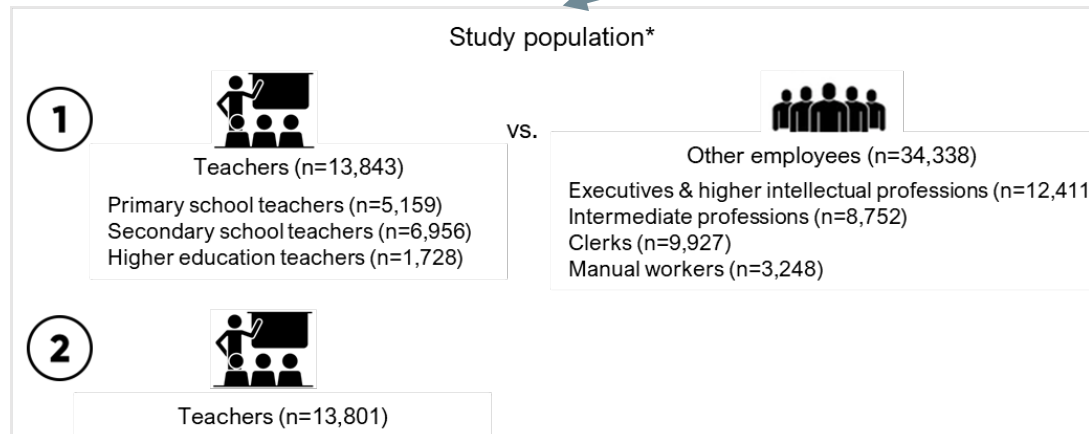 Study population*
1
vs.
Teachers (n=13,843)
Primary school teachers (n=5,159)
Secondary school teachers (n=6,956)
Higher education teachers (n=1,728)
Other employees (n=34,338)
Executives & higher intellectual professions (n=12,411
Intermediate professions (n=8,752)
Clerks (n=9,927)
Manual workers (n=3,248)
2
Teachers (n=13,801)